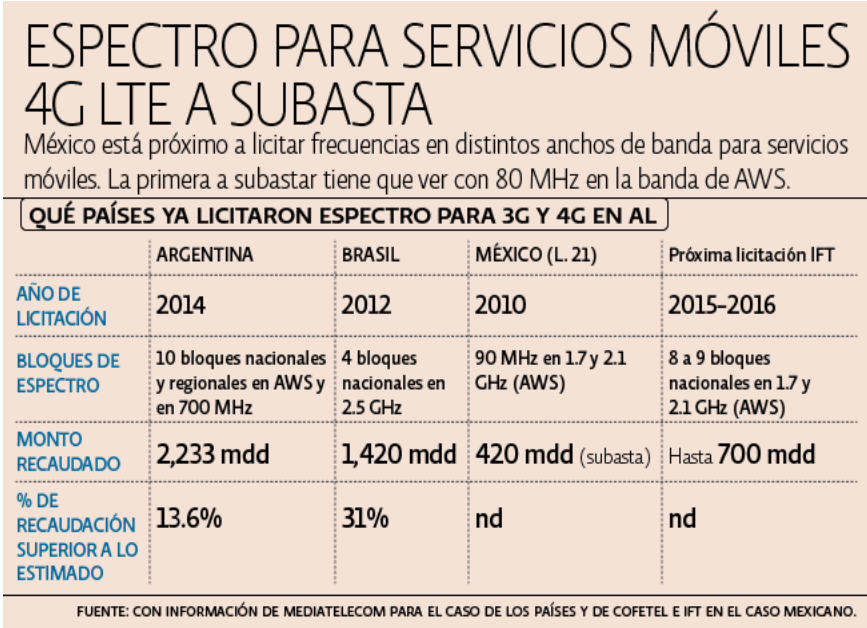 ESPECTRO PARA SERVICIOS MÓVILES
4G LTE A SUBASTA
México está próximo a licitar frecuencias en distintos anchos de banda para servicios
móviles. La primera a subastar tiene que ver con 80 MHz en la banda de AWS.
QUÉ PAÍSES YA LICITARON ESPECTRO PARA 3G Y 4G EN AL
ARGENTINA BRASIL MÉXICO (L. 21) Próxima licitación IFT
AÑO DE
LICITACIÓN
2014 2012 2010 2015-2016
BLOQUES DE
ESPECTRO
10 bloques nacionales
y regionales en AWS y
en 700 MHz
4 bloques
nacionales en
2.5 GHz
90 MHz en 1.7 y 2.1
GHz (AWS)
8 a 9 bloques
nacionales en 1.7 y
2.1 GHz (AWS)
MONTO
RECAUDADO
2,233 mdd 1,420 mdd 420 mdd (subasta) Hasta 700 mdd
% DE
RECAUDACIÓN
SUPERIOR A LO
ESTIMADO
13.6% 31% nd nd
FUENTE: CON INFORMACIÓN DE MEDIATELECOM PARA EL CASO DE LOS PAÍSES Y DE COFETEL E IFT EN EL CASO MEXICANO.